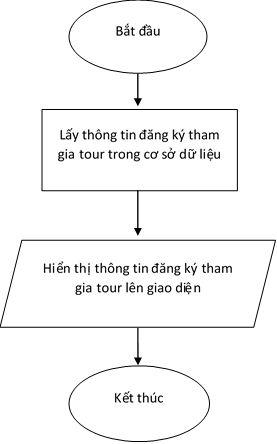 Bắt đầu
Lấy thông tin đăng ký tham
gia tour trong cơ sở dữ liệu
Hiển thị thông tin đăng ký tham
gia tour lên giao diện
Kết thúc